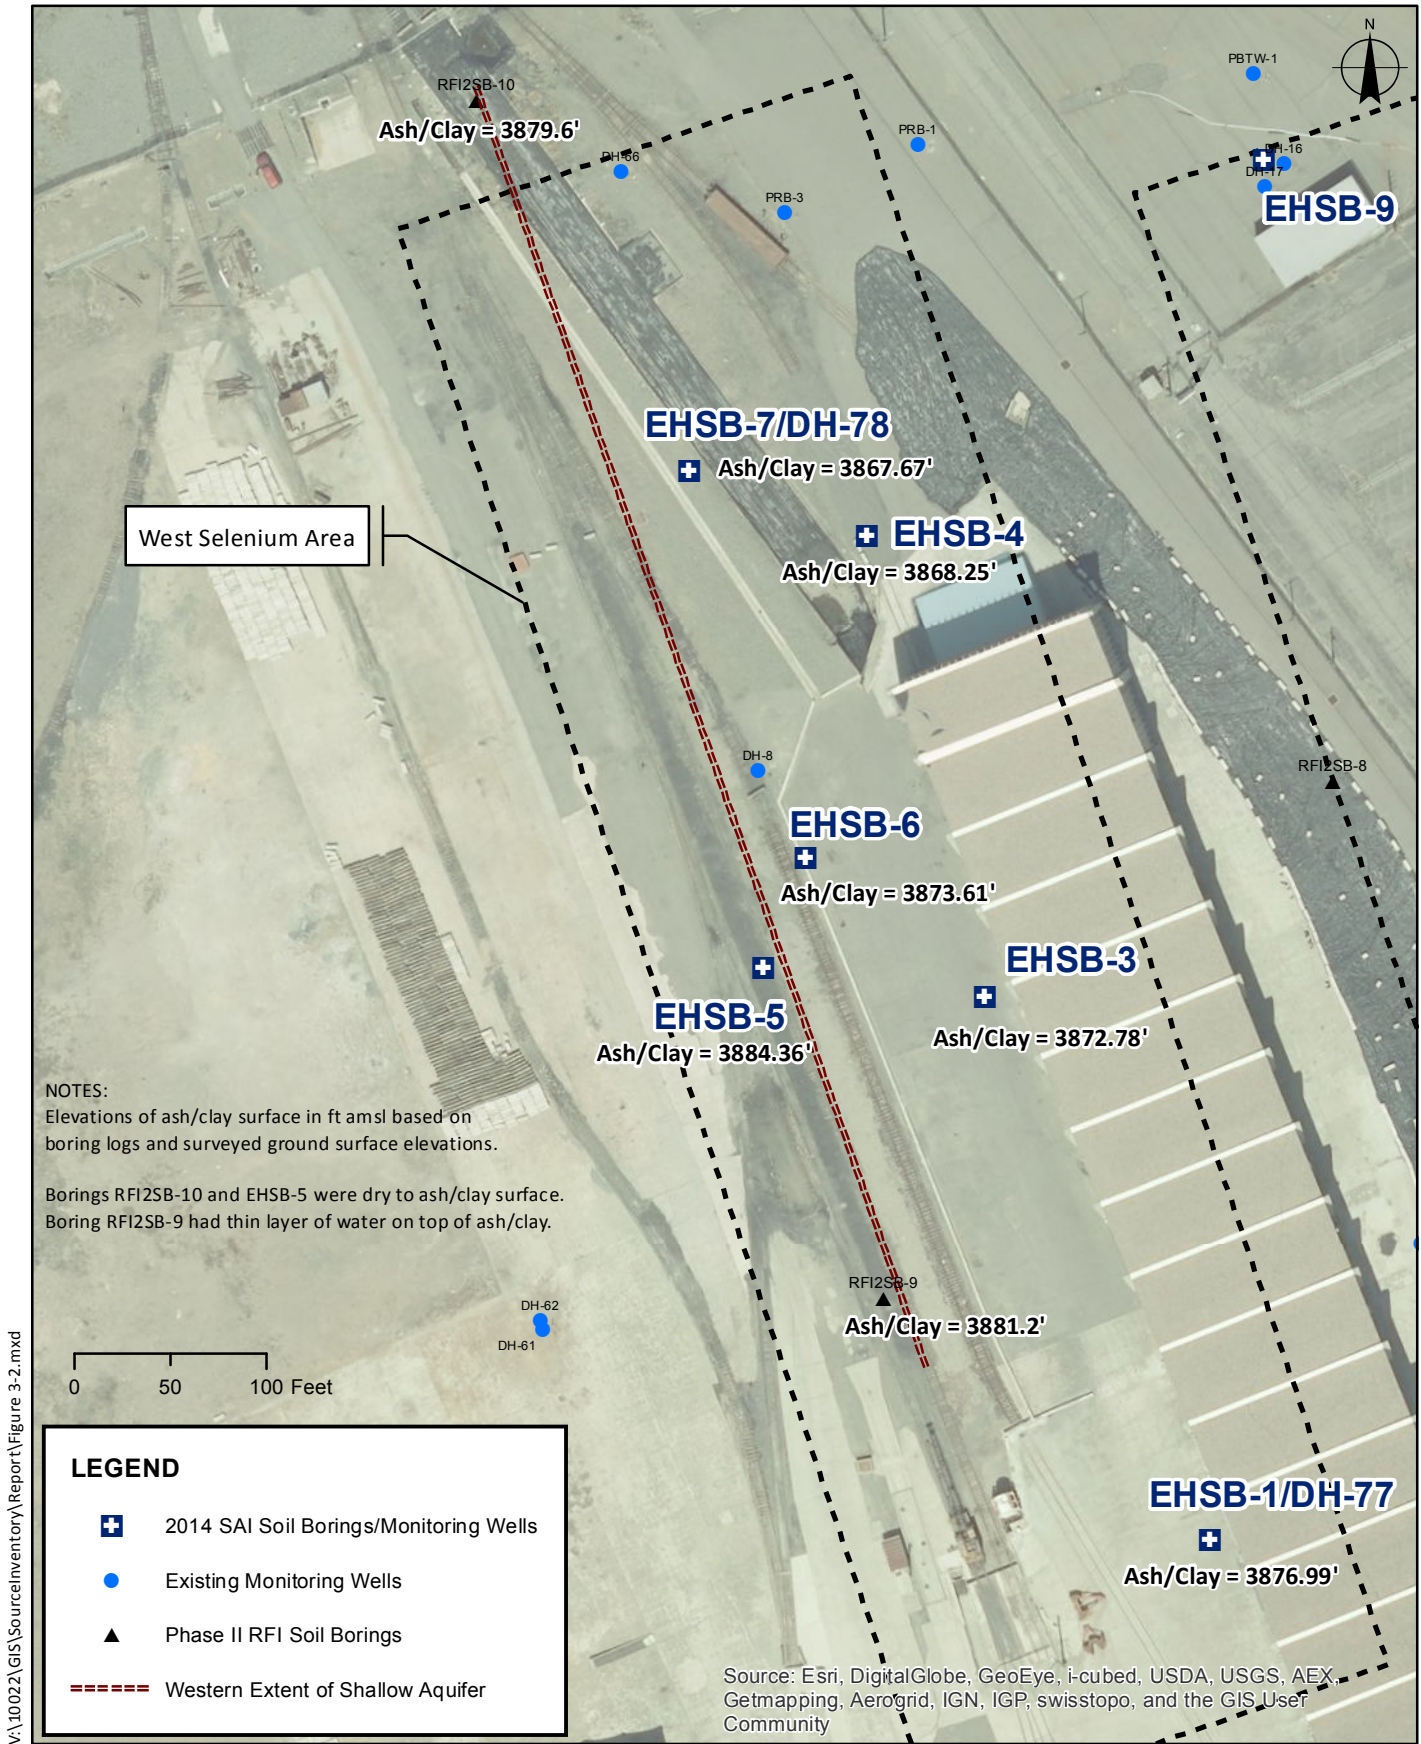 N
PBTW-1
RFI2SB-10
Ash/Clay = 3879.6'
PRB-1
DH-66
DH-16
DH-17
EHSB-9
PRB-3
EHSB-7/DH-78
Ash/Clay = 3867.67'
West Selenium Area
EHSB-4
Ash/Clay = 3868.25'
DH-8
RFI2SB-8
EHSB-6
Ash/Clay = 3873.61'
EHSB-3
EHSB-5
Ash/Clay = 3872.78'
Ash/Clay = 3884.36'
NOTES:
Elevations of ash/clay surface in ft amsl based on
boring logs and surveyed ground surface elevations.
Borings RFI2SB-10 and EHSB-5 were dry to ash/clay surface.
Boring RFI2SB-9 had thin layer of water on top of ash/clay.
RFI2SB-9
Ash/Clay = 3881.2'
DH-62
DH-61
0 50 100 Feet
LEGEND
2014 SAI Soil Borings/Monitoring Wells
Existing Monitoring Wells
Phase II RFI Soil Borings
Western Extent of Shallow Aquifer
EHSB-1/DH-77
Ash/Clay = 3876.99'
Source: Esri, DigitalGlobe, GeoEye, i-cubed, USDA, USGS, AEX,
Getmapping, Aerogrid, IGN, IGP, swisstopo, and the GIS User
Community
V:\10022\GIS\SourceInventory\Report\Figure 3-2.mxd